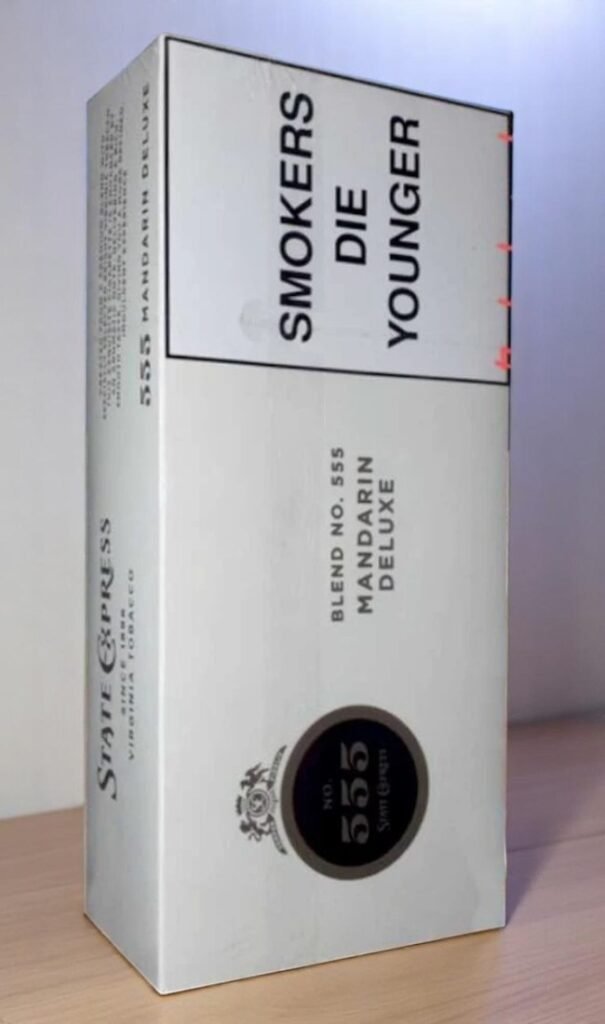 SMOKERS
DIE
YOUNGER
BLEND NO. 555
MANDARIN
DELUXE
NO.
555
State Express
555 MANDARIN DELUXE
STATE EXPRESS
SINCE 1888
VIRGINIA TOBACCO